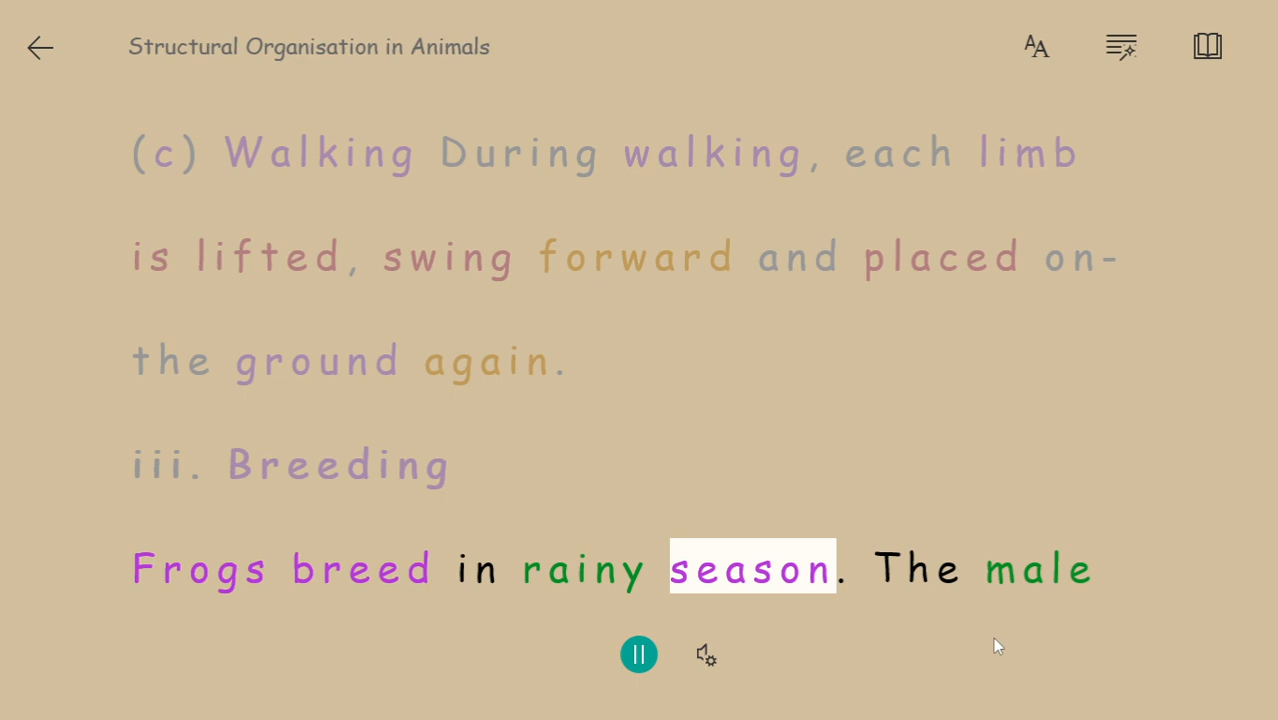 Structural Organisation in Animals
(c) Walking During walking, each limb
is lifted, swing forward and placed on-
the ground again.
iii. Breeding
Frogs breed in rainy season. The male